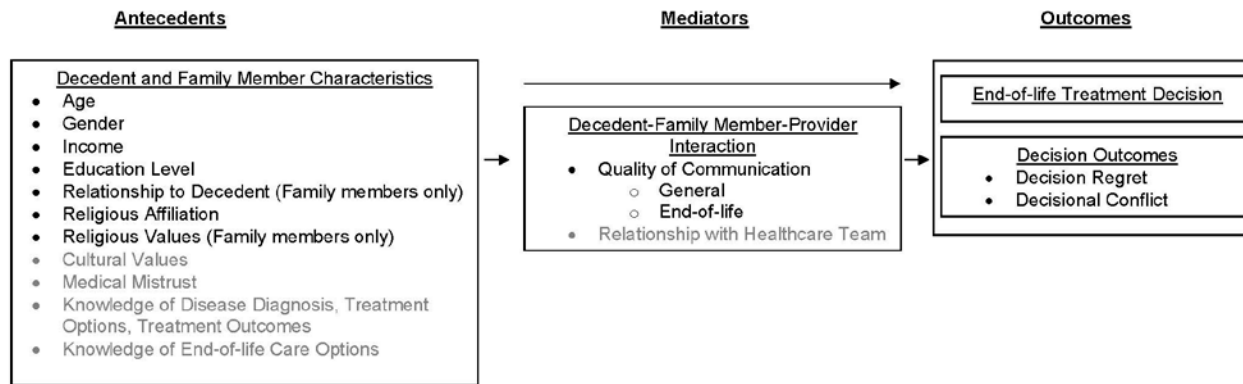 Antecedents
Mediators
Outcomes
Decedent and Family Member Characteristics
• Age
• Gender
• Income
• Education Level
• Relationship to Decedent (Family members only)
• Religious Affiliation
• Religious Values (Family members only)
• Cultural Values
• Medical Mistrust
• Knowledge of Disease Diagnosis, Treatment
Options, Treatment Outcomes
• Knowledge of End-of-life Care Options
Decedent-Family Member-Provider
Interaction
• Quality of Communication
o General
o End-of-life
• Relationship with Healthcare Team
End-of-life Treatment Decision
Decision Outcomes
• Decision Regret
• Decisional Conflict